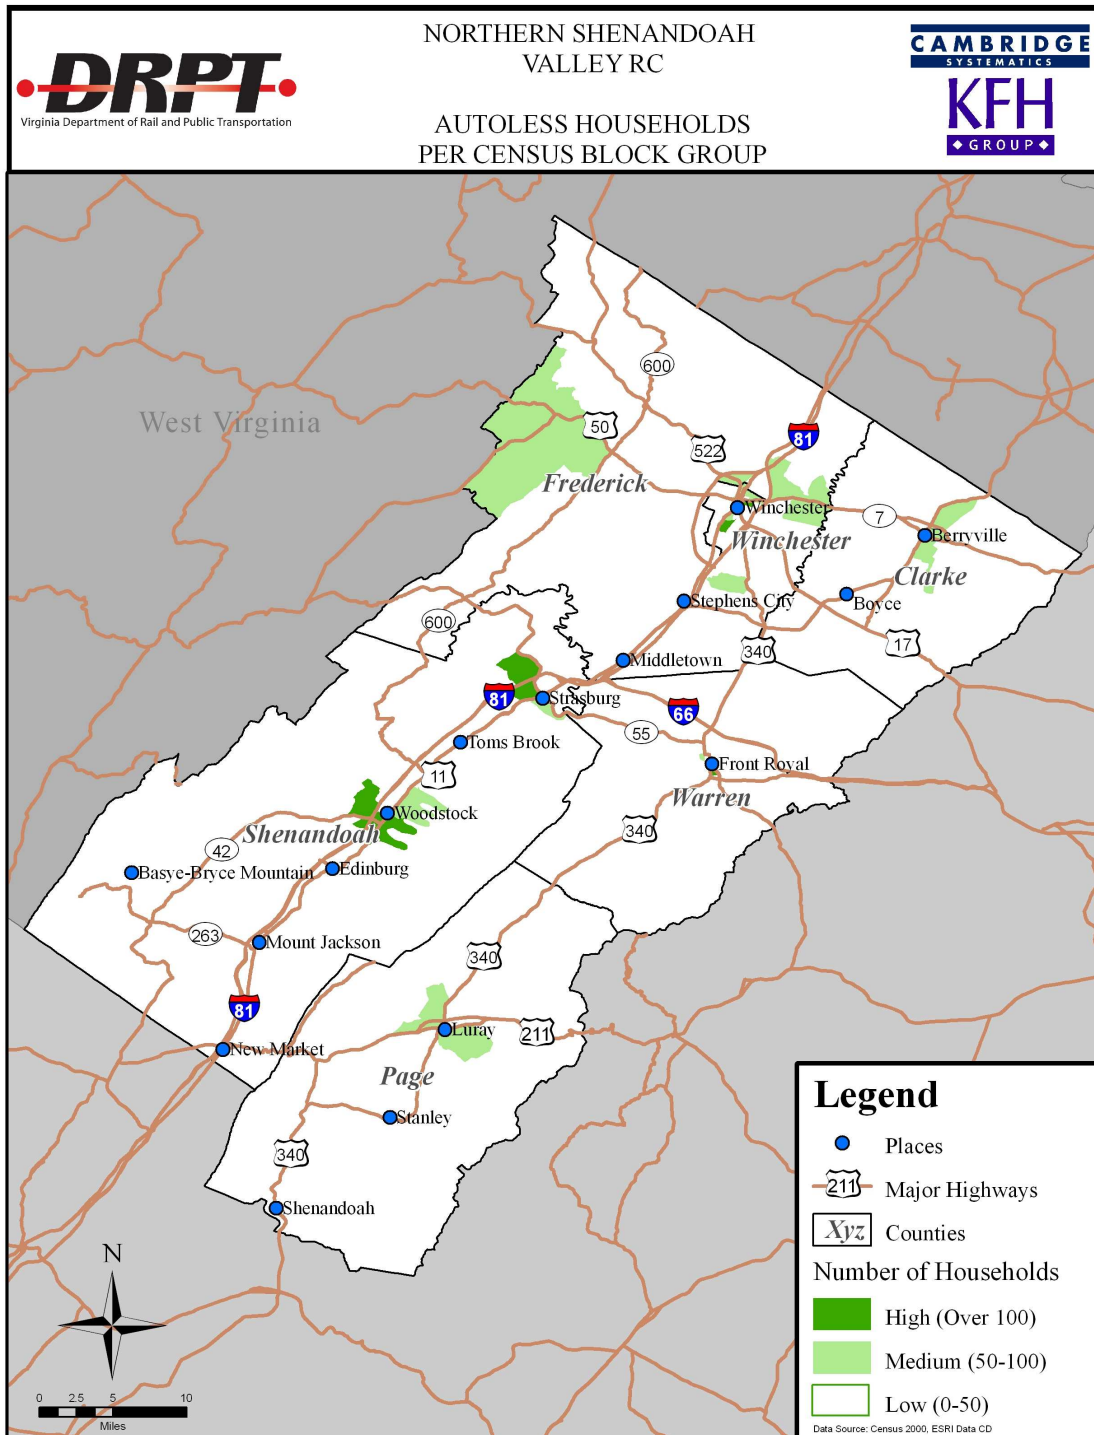 DRPT
Virginia Department of Rail and Public Transportation
NORTHERN SHENANDOAH
VALLEY RC
AUTOLESS HOUSEHOLDS
PER CENSUS BLOCK GROUP
CAMBRIDGE
SYSTEMATICS
KFH
GROUP
West Virginia
600
50
522
81
Frederick
Winchester
Winchester
7
Berryville
Clarke
Stephens City
Boyce
600
340
17
Middletown
81
Strasburg
66
55
Toms Brook
11
Front Royal
Warren
Woodstock
Shenandoah
340
42
Basye-Bryce Mountain
Edinburg
263
Mount Jackson
340
81
Luray
211
New Market
Page
Stanley
340
Shenandoah
N
0 2.5 5 10
Miles
Legend
Places
211 Major Highways
Xyz Counties
Number of Households
High (Over 100)
Medium (50-100)
Low (0-50)
Data Source: Census 2000, ESRI Data CD